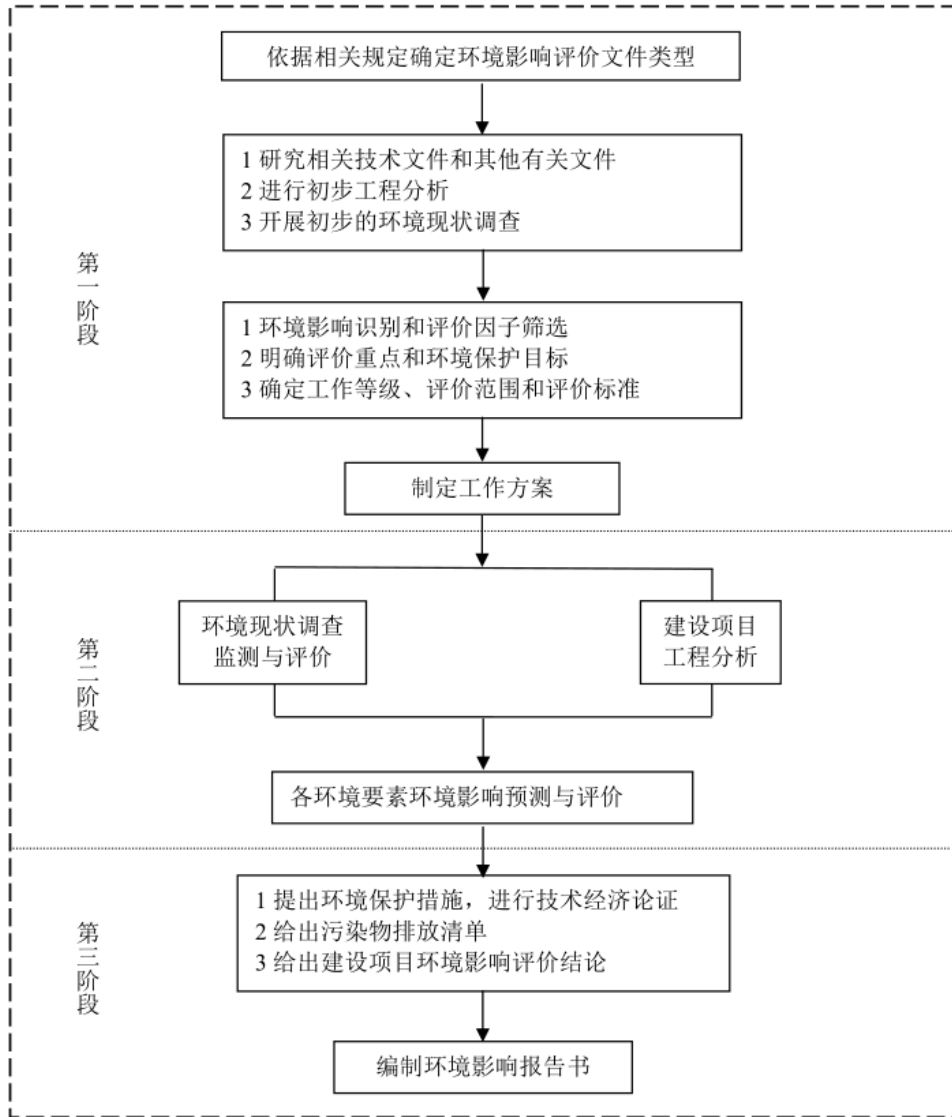 依据相关规定确定环境影响评价文件类型
1 研究相关技术文件和其他有关文件
2 进行初步工程分析
3 开展初步的环境现状调查
第一阶段
1 环境影响识别和评价因子筛选
2 明确评价重点和环境保护目标
3 确定工作等级、评价范围和评价标准
制定工作方案
第二阶段
环境现状调查
监测与评价
建设项目
工程分析
各环境要素环境影响预测与评价
第三阶段
1 提出环境保护措施，进行技术经济论证
2 给出污染物排放清单
3 给出建设项目环境影响评价结论
编制环境影响报告书